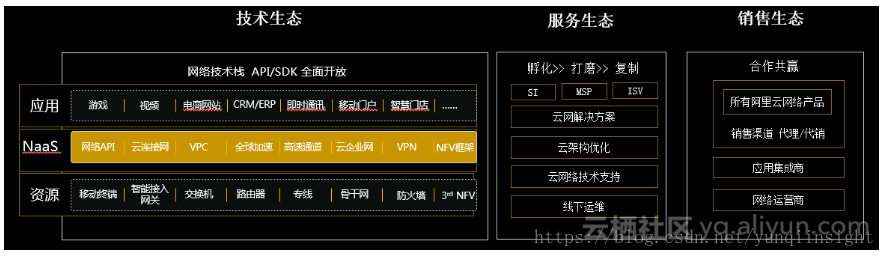 技术生态
服务生态
销售生态
网络技术栈 API/SDK 全面开放
应用
游戏
视频
电商网站
CRM/ERP
即时通讯
移动门户
智慧门店
......
NaaS
网络API
云连接网
VPC
全球加速
高速通道
云企业网
VPN
NFV框架
资源
移动终端
智能接入
网关
交换机
路由器
专线
骨干网
防火墙
3rd NFV
孵化>> 打磨>> 复制
SI
MSP
ISV
云网解决方案
云架构优化
云网络技术支持
线下运维
合作共赢
所有阿里云网络产品
销售渠道 代理/代销
应用集成商
网络运营商
云栖社区 yq.aliyun.com
https://blog.csdn.net/yunqiinsight